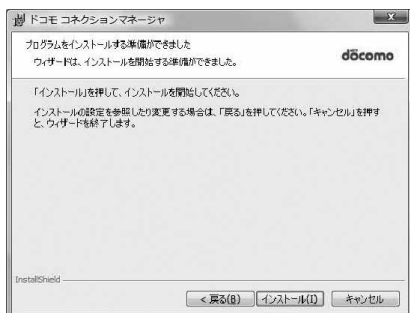 ドコモ コネクションマネージャ
プログラムをインストールする準備ができました
ウィザードは、インストールを開始する準備ができました。
döcomo
「インストール」を押して、インストールを開始してください。
インストールの設定を参照したり変更する場合は、「戻る」を押してください。「キャンセル」を押す
と、ウィザードを終了します。
InstallShield
< 戻る(B)
インストール(I)
キャンセル